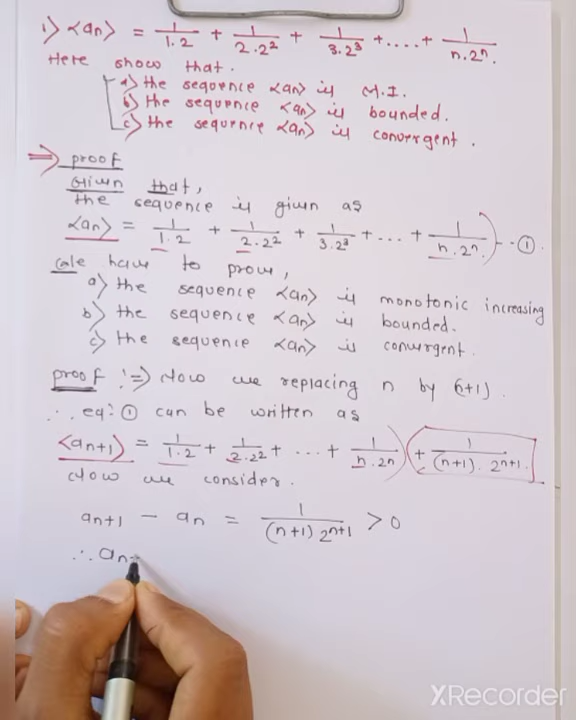 1) <an> = 1/1.2 + 1/2.2² + 1/3.2³ + .... + 1/n.2ⁿ.
Here show that.
a) the sequence <an> is M.I.
b) the sequence <an> is bounded.
c) the sequence <an> is convergent.
⇒ proof
Given that,
the sequence is given as
<an> = 1/1.2 + 1/2.2² + 1/3.2³ + ... + 1/n.2ⁿ) -- ①.
we have to prove,
a) the sequence <an> is monotonic increasing
b) the sequence <an> is bounded.
c) the sequence <an> is convergent.
proof :⇒ Now we replacing n by (n+1).
∴ eqⁿ ① can be written as
<an+1> = 1/1.2 + 1/2.2² + ... + 1/n.2ⁿ) + 1/(n+1).2ⁿ⁺¹.
Now we consider.
an+1 − an = 1/(n+1) 2ⁿ⁺¹ > 0
∴ an+
XRecorder